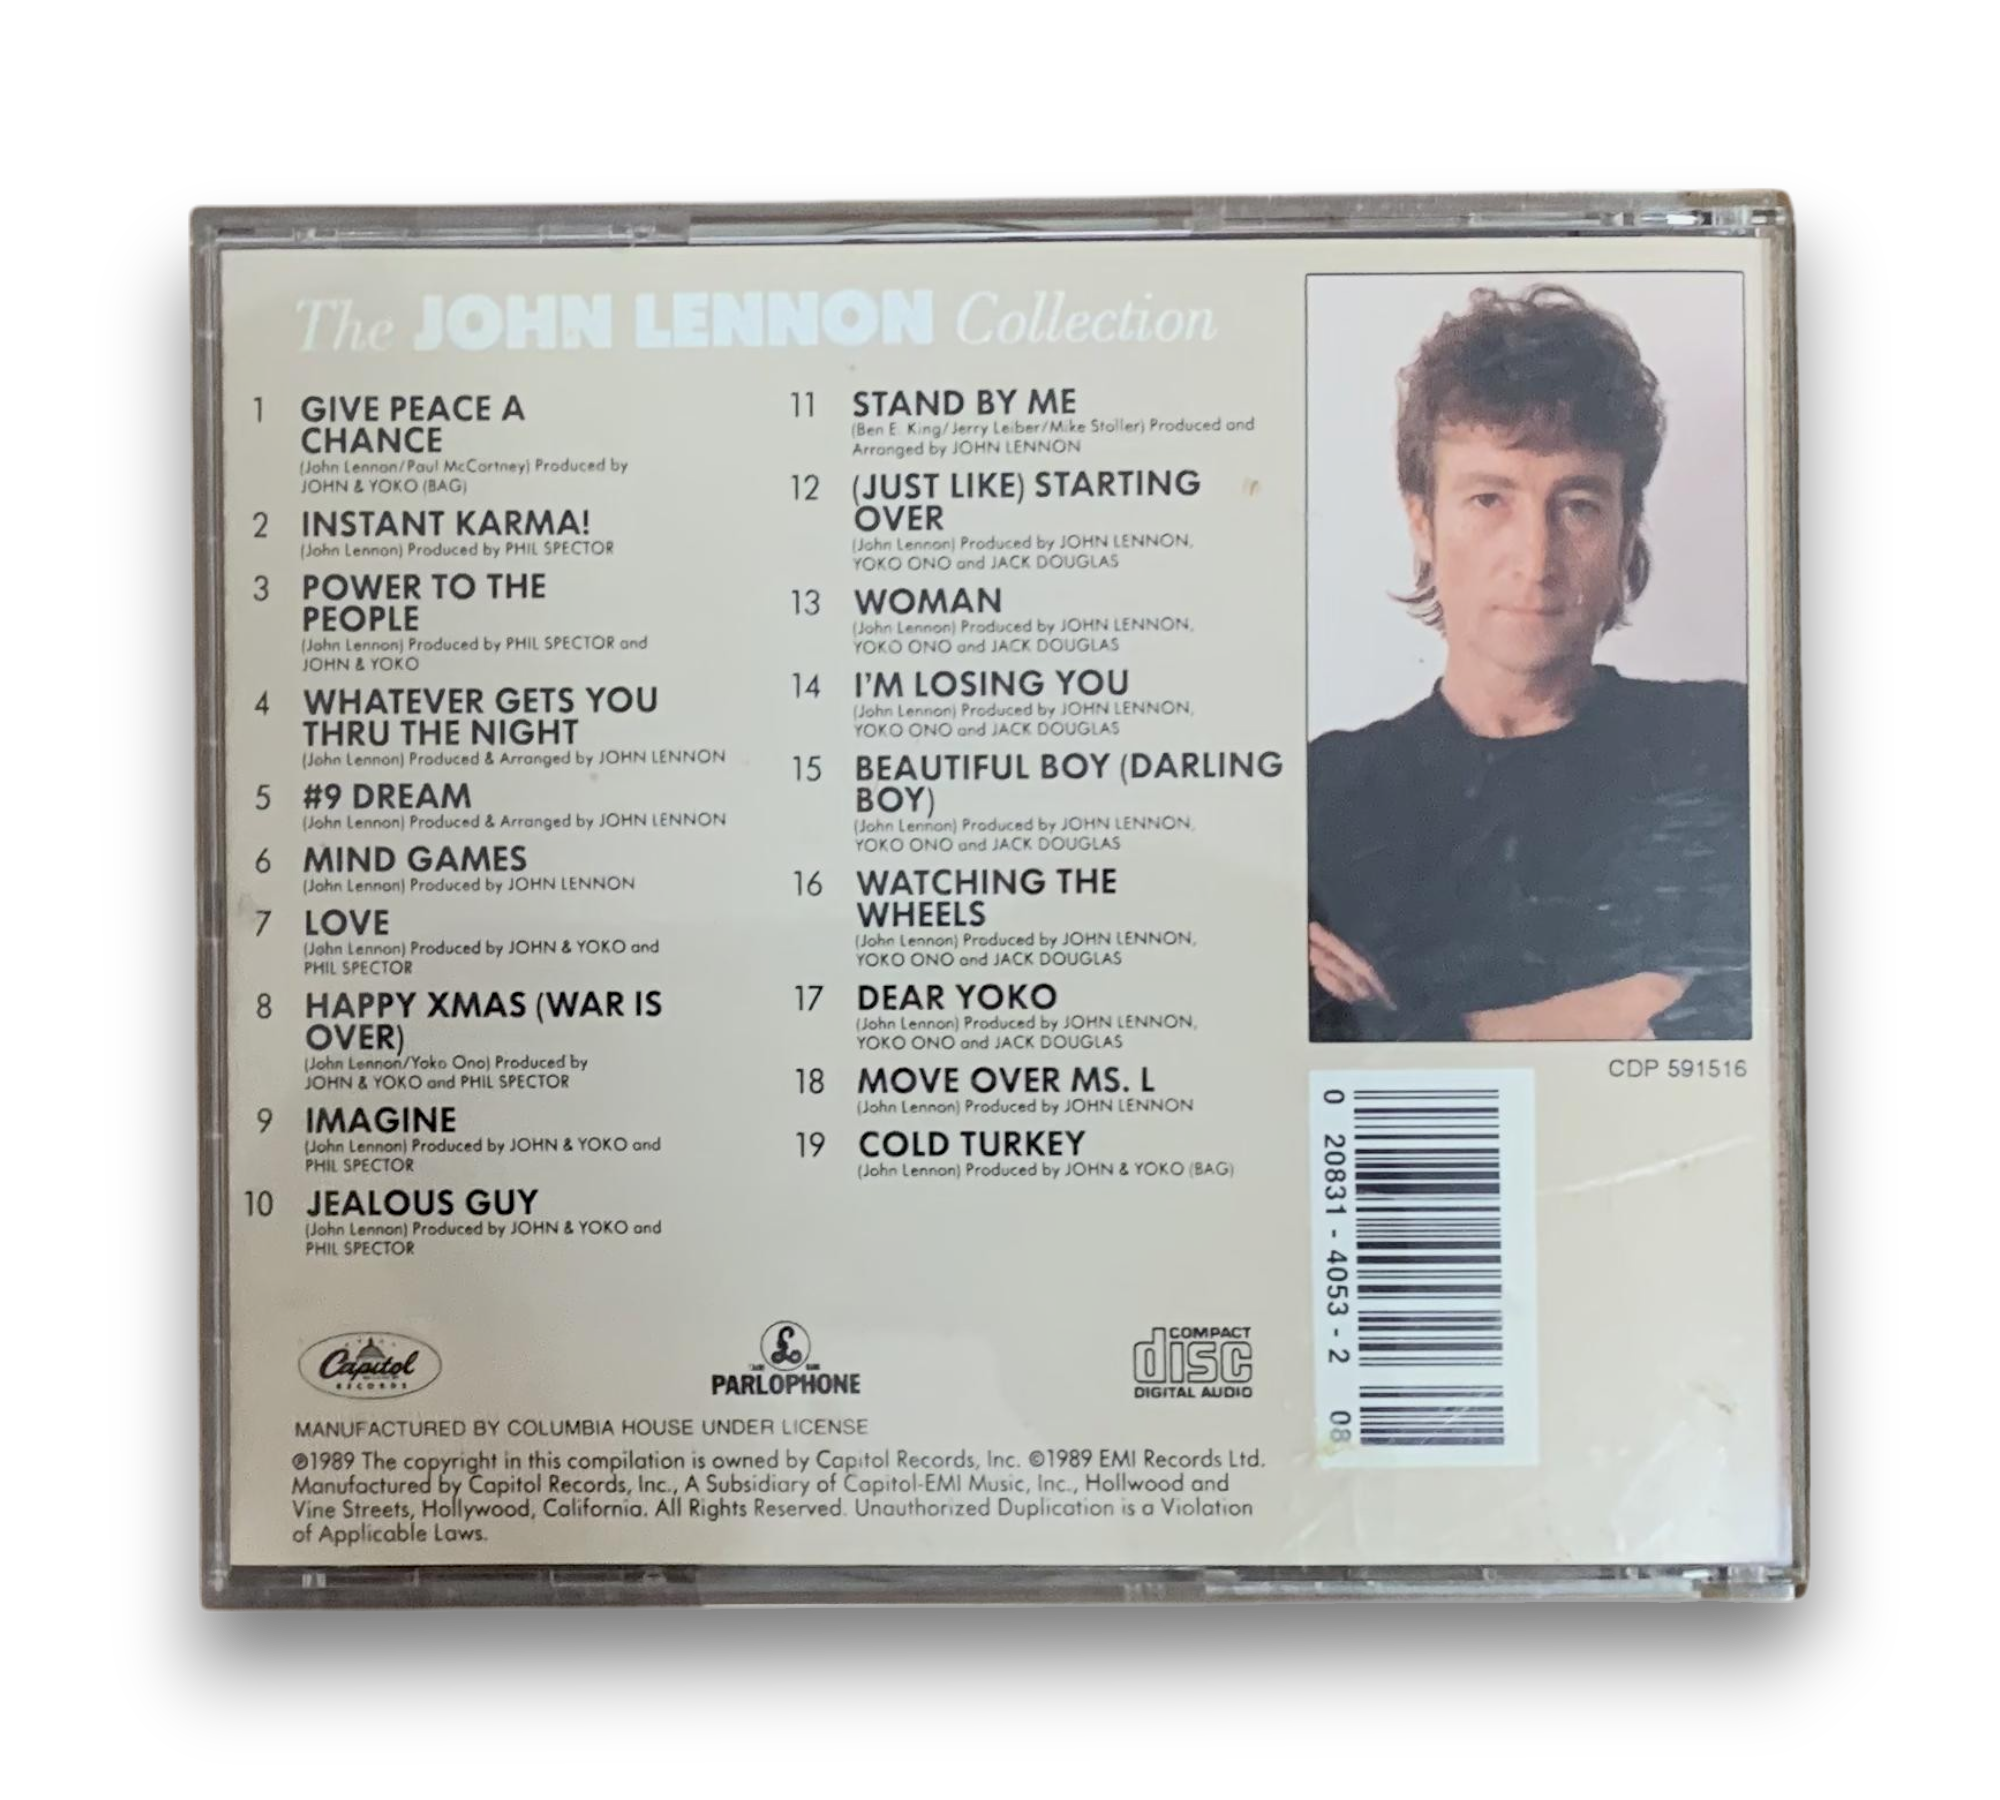 The JOHN LENNON Collection
1 GIVE PEACE A
CHANCE
(John Lennon/Paul McCartney) Produced by
JOHN & YOKO (BAG)
2 INSTANT KARMA!
(John Lennon) Produced by PHIL SPECTOR
3 POWER TO THE
PEOPLE
(John Lennon) Produced by PHIL SPECTOR and
JOHN & YOKO
4 WHATEVER GETS YOU
THRU THE NIGHT
(John Lennon) Produced & Arranged by JOHN LENNON
5 #9 DREAM
(John Lennon) Produced & Arranged by JOHN LENNON
6 MIND GAMES
(John Lennon) Produced by JOHN LENNON
7 LOVE
(John Lennon) Produced by JOHN & YOKO and
PHIL SPECTOR
8 HAPPY XMAS (WAR IS
OVER)
(John Lennon/Yoko Ono) Produced by
JOHN & YOKO and PHIL SPECTOR
9 IMAGINE
(John Lennon) Produced by JOHN & YOKO and
PHIL SPECTOR
10 JEALOUS GUY
(John Lennon) Produced by JOHN & YOKO and
PHIL SPECTOR
11 STAND BY ME
(Ben E. King/Jerry Leiber/Mike Stoller) Produced and
Arranged by JOHN LENNON
12 (JUST LIKE) STARTING
OVER
(John Lennon) Produced by JOHN LENNON,
YOKO ONO and JACK DOUGLAS
13 WOMAN
(John Lennon) Produced by JOHN LENNON,
YOKO ONO and JACK DOUGLAS
14 I'M LOSING YOU
(John Lennon) Produced by JOHN LENNON,
YOKO ONO and JACK DOUGLAS
15 BEAUTIFUL BOY (DARLING
BOY)
(John Lennon) Produced by JOHN LENNON,
YOKO ONO and JACK DOUGLAS
16 WATCHING THE
WHEELS
(John Lennon) Produced by JOHN LENNON,
YOKO ONO and JACK DOUGLAS
17 DEAR YOKO
(John Lennon) Produced by JOHN LENNON,
YOKO ONO and JACK DOUGLAS
18 MOVE OVER MS. L
(John Lennon) Produced by JOHN LENNON
19 COLD TURKEY
(John Lennon) Produced by JOHN & YOKO (BAG)
CDP 591516
0 20831-4053-2 08
Capitol
RECORDS
PARLOPHONE
COMPACT
disc
DIGITAL AUDIO
MANUFACTURED BY COLUMBIA HOUSE UNDER LICENSE
℗1989 The copyright in this compilation is owned by Capitol Records, Inc. ©1989 EMI Records Ltd.
Manufactured by Capitol Records, Inc., A Subsidiary of Capitol-EMI Music, Inc., Hollwood and
Vine Streets, Hollywood, California. All Rights Reserved. Unauthorized Duplication is a Violation
of Applicable Laws.